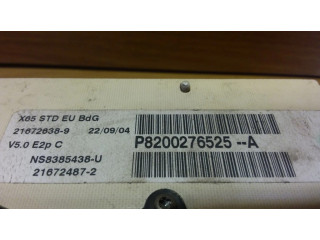 X65 STD EU BdG
21672638-9 22/09/04
V5.0 E2p C
P8200276525--A
NS8385438-U
21672487-2